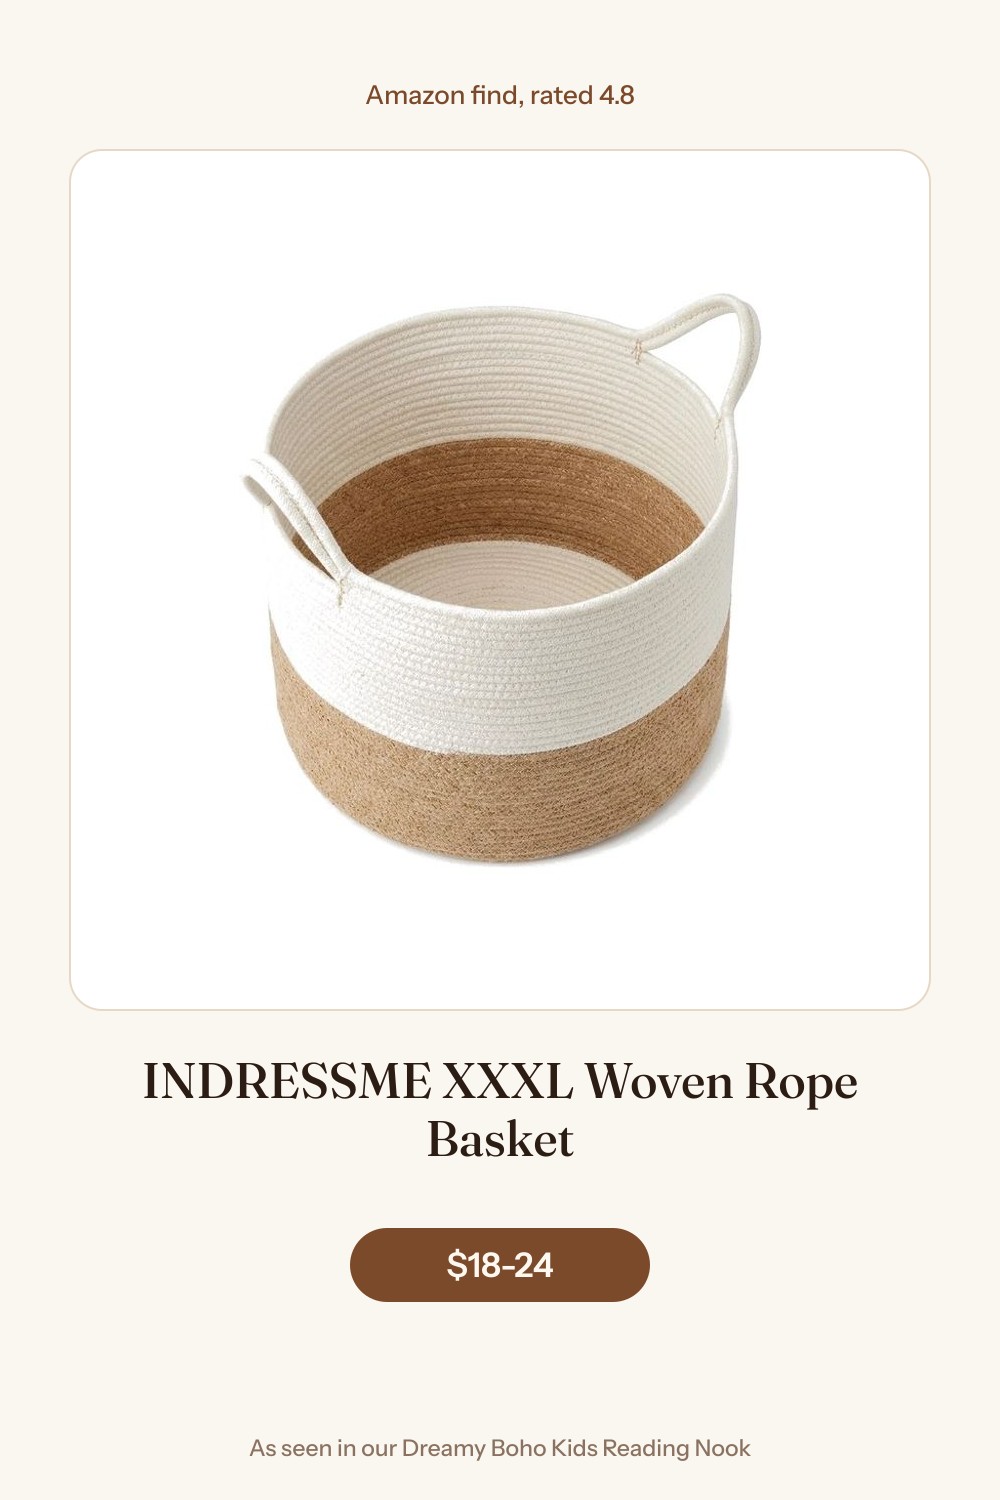 Amazon find, rated 4.8
INDRESSME XXXL Woven Rope
Basket
$18-24
As seen in our Dreamy Boho Kids Reading Nook